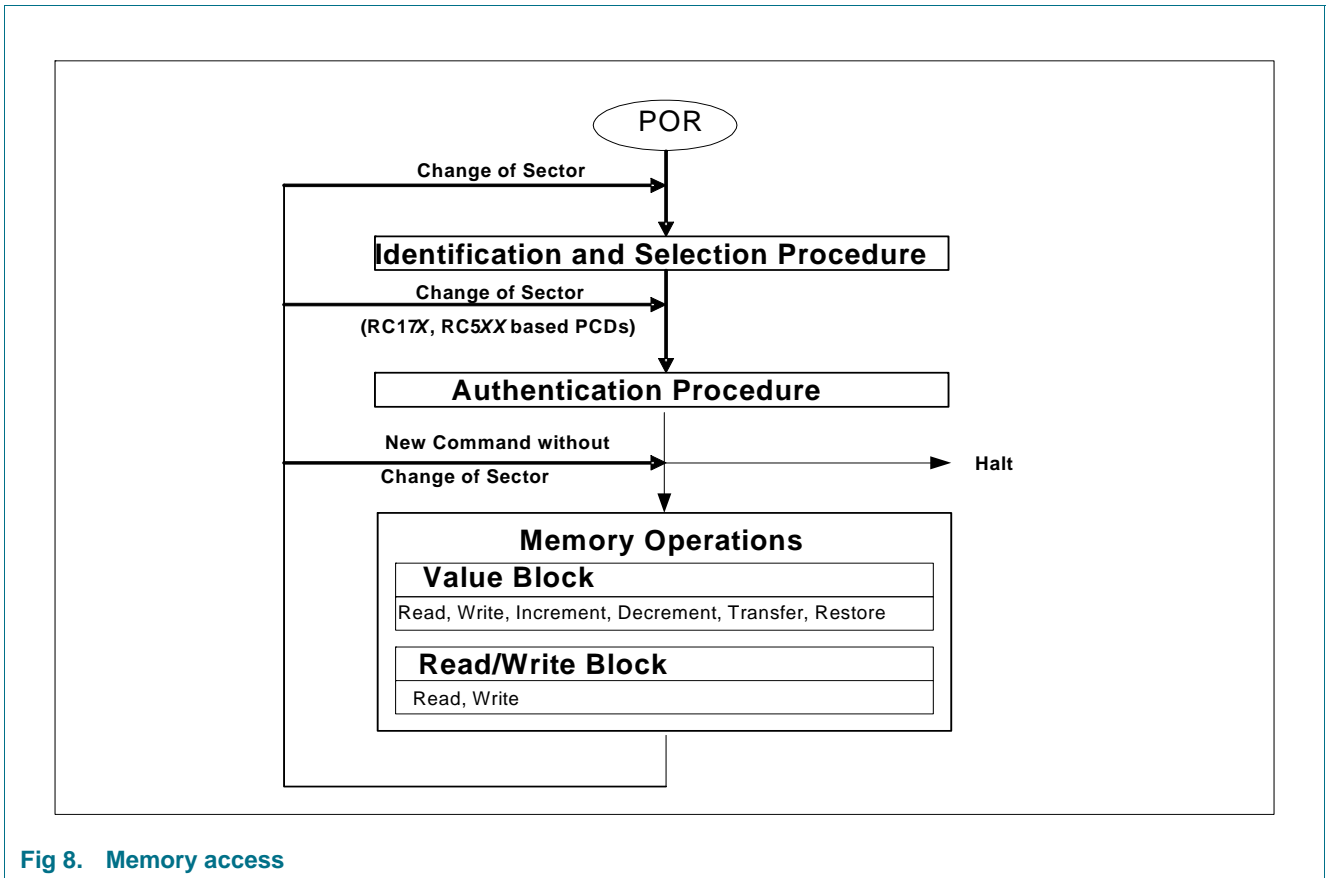 POR
Change of Sector
Identification and Selection Procedure
Change of Sector
(RC17X, RC5XX based PCDs)
Authentication Procedure
New Command without
Change of Sector
Halt
Memory Operations
Value Block
Read, Write, Increment, Decrement, Transfer, Restore
Read/Write Block
Read, Write
Fig 8. Memory access